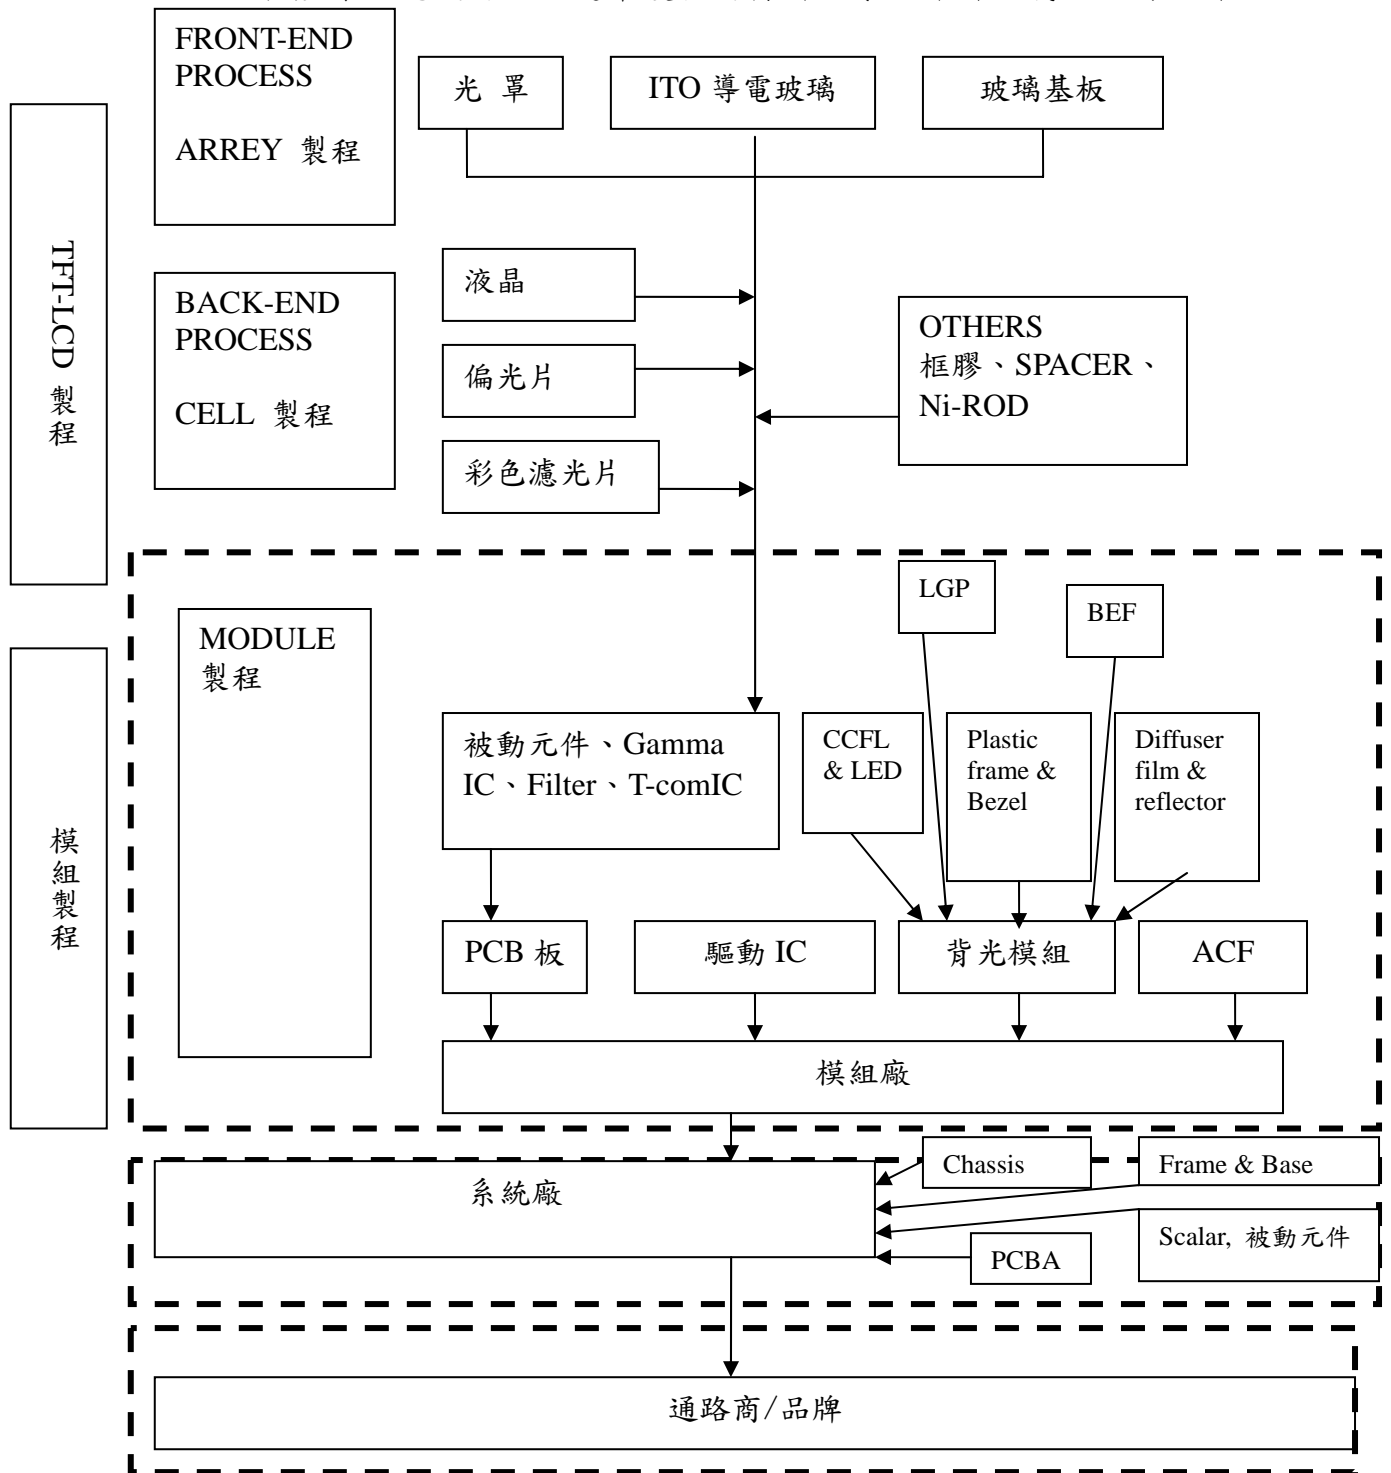 FRONT-END
PROCESS
ARREY 製程
光 罩
ITO 導電玻璃
玻璃基板
TFT-LCD 製程
BACK-END
PROCESS
CELL 製程
液晶
偏光片
彩色濾光片
OTHERS
框膠、SPACER、
Ni-ROD
模組製程
MODULE
製程
LGP
BEF
被動元件、Gamma
IC、Filter、T-comIC
CCFL
& LED
Plastic
frame &
Bezel
Diffuser
film &
reflector
PCB 板
驅動 IC
背光模組
ACF
模組廠
系統廠
Chassis
Frame & Base
Scalar, 被動元件
PCBA
通路商/品牌